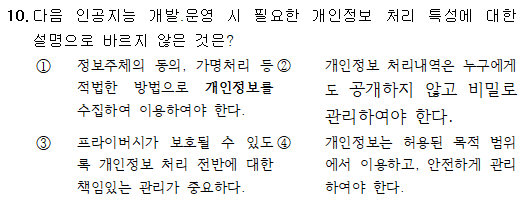 10. 다음 인공지능 개발.운영 시 필요한 개인정보 처리 특성에 대한
설명으로 바르지 않은 것은?
① 정보주체의 동의, 가명처리 등
적법한 방법으로 개인정보를
수집하여 이용하여야 한다.
② 개인정보 처리내역은 누구에게
도 공개하지 않고 비밀로
관리하여야 한다.
③ 프라이버시가 보호될 수 있도
록 개인정보 처리 전반에 대한
책임있는 관리가 중요하다.
④ 개인정보는 허용된 목적 범위
에서 이용하고, 안전하게 관리
하여야 한다.